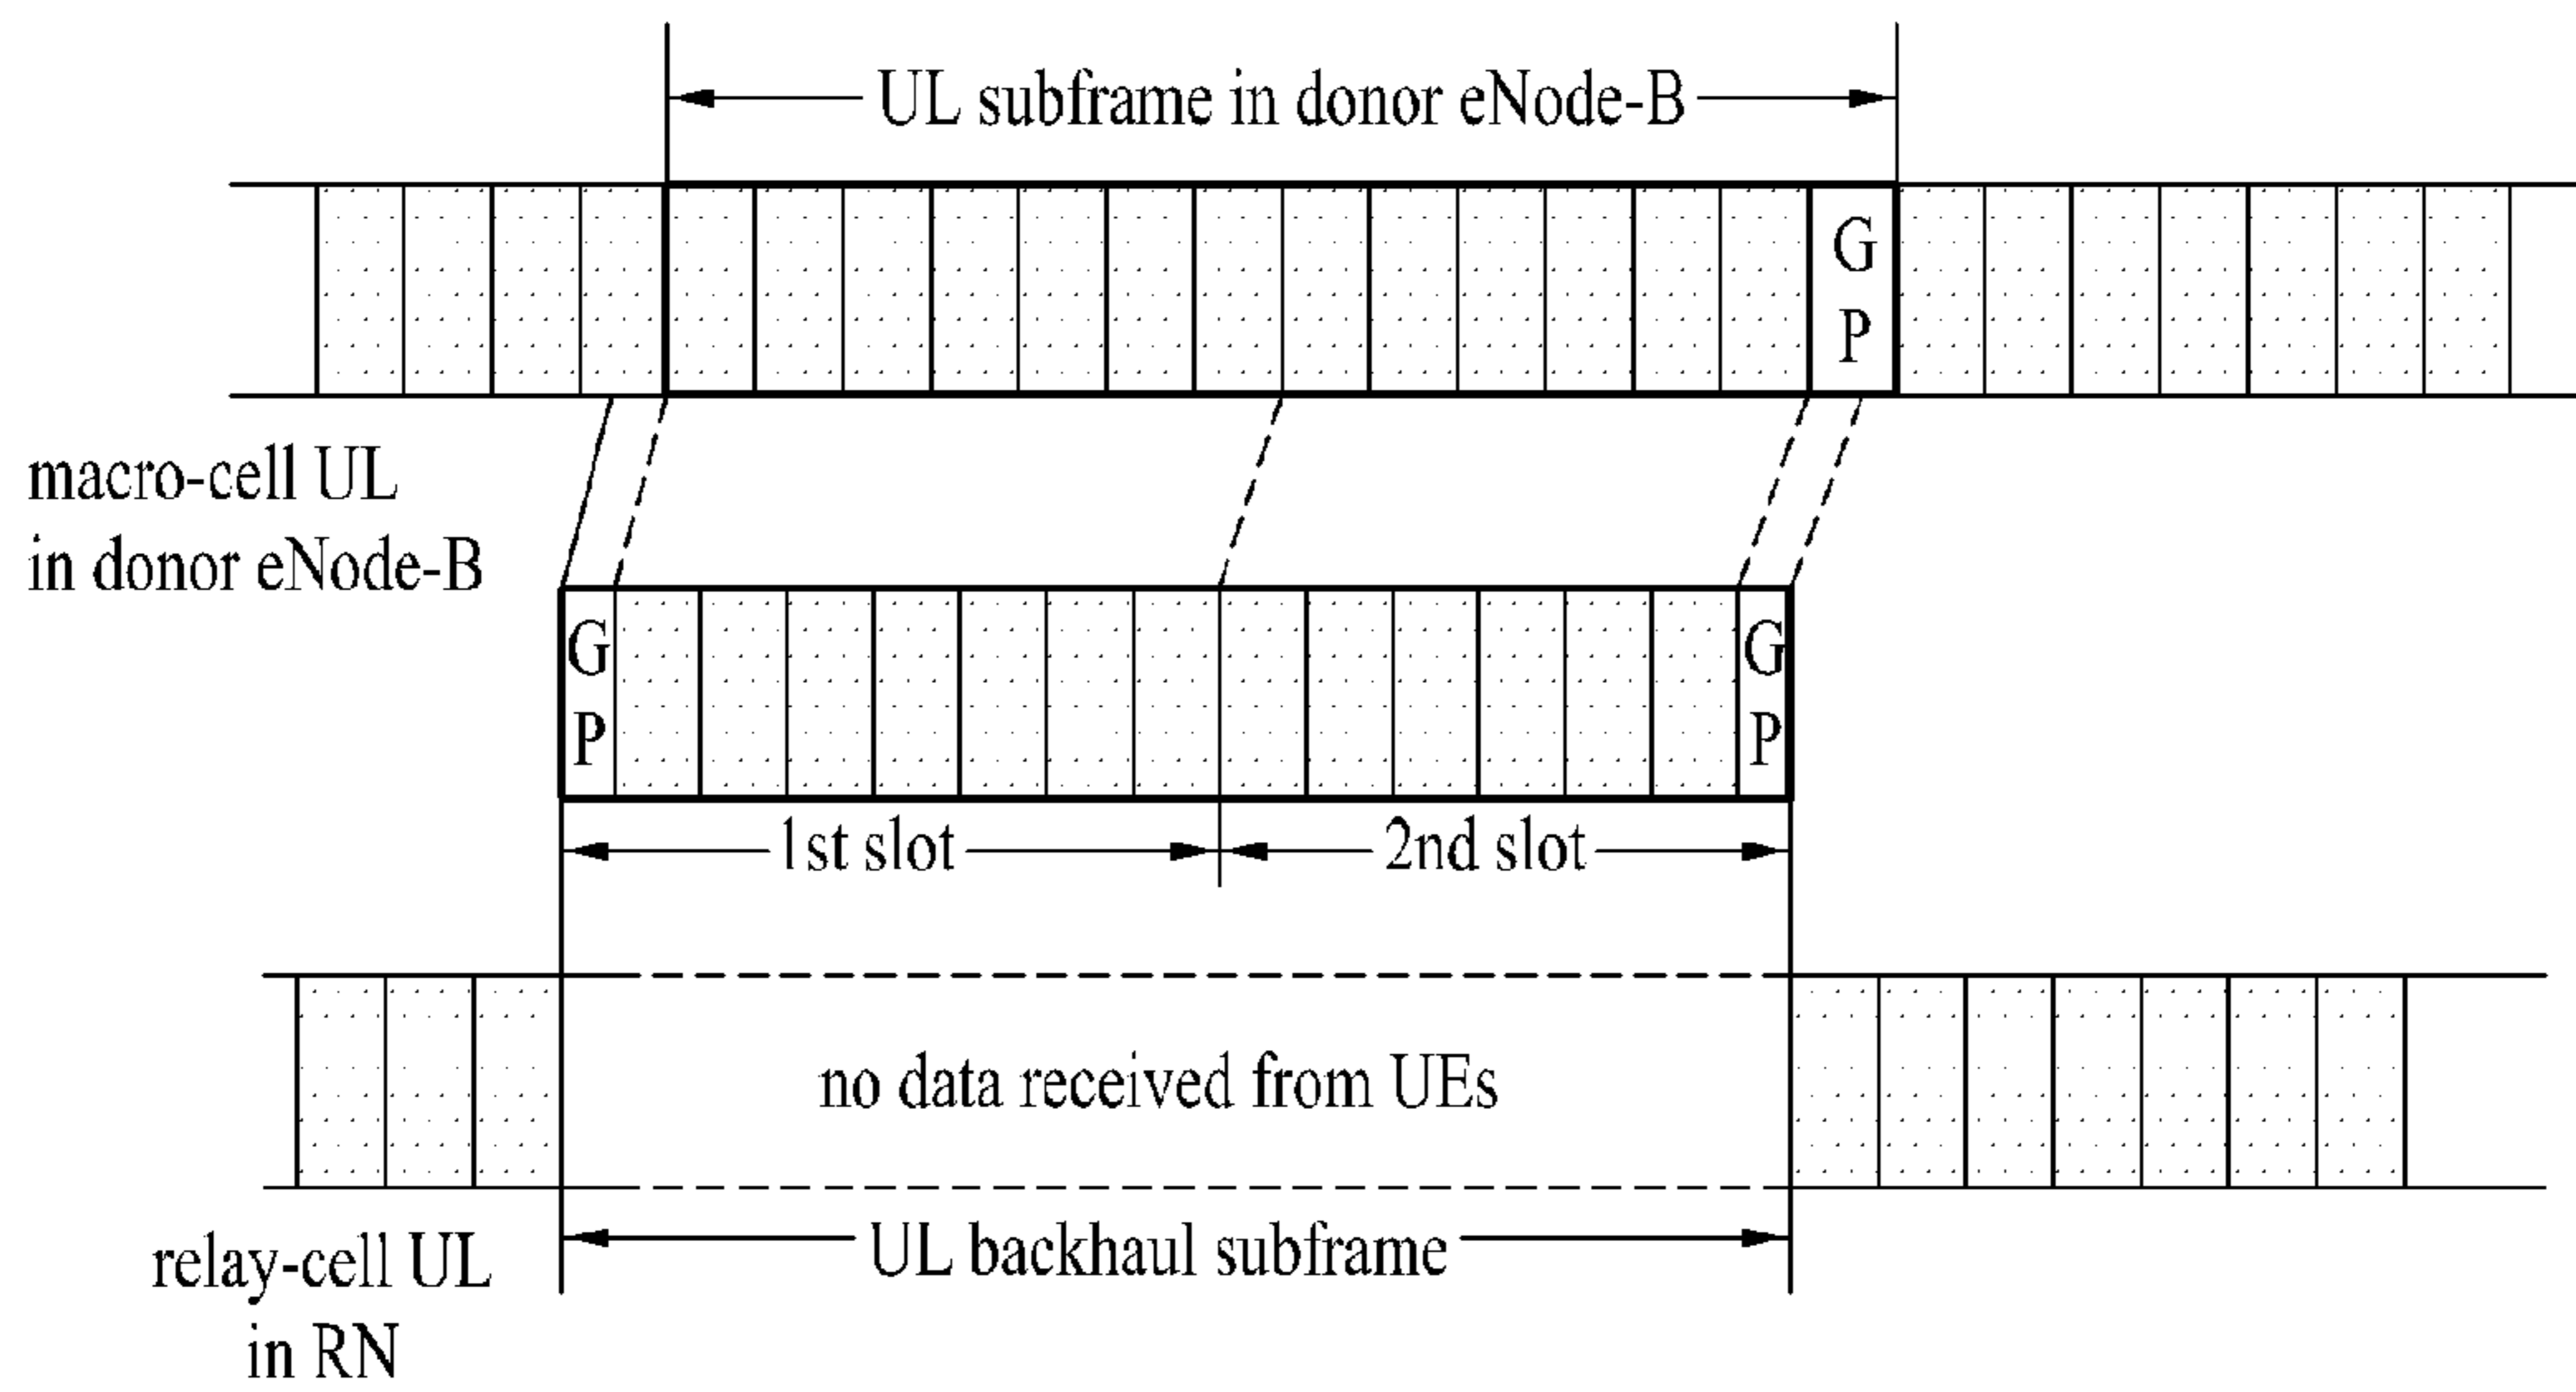 UL subframe in donor eNode-B
G
P
macro-cell UL
in donor eNode-B
G
P
G
P
1st slot
2nd slot
no data received from UEs
UL backhaul subframe
relay-cell UL
in RN